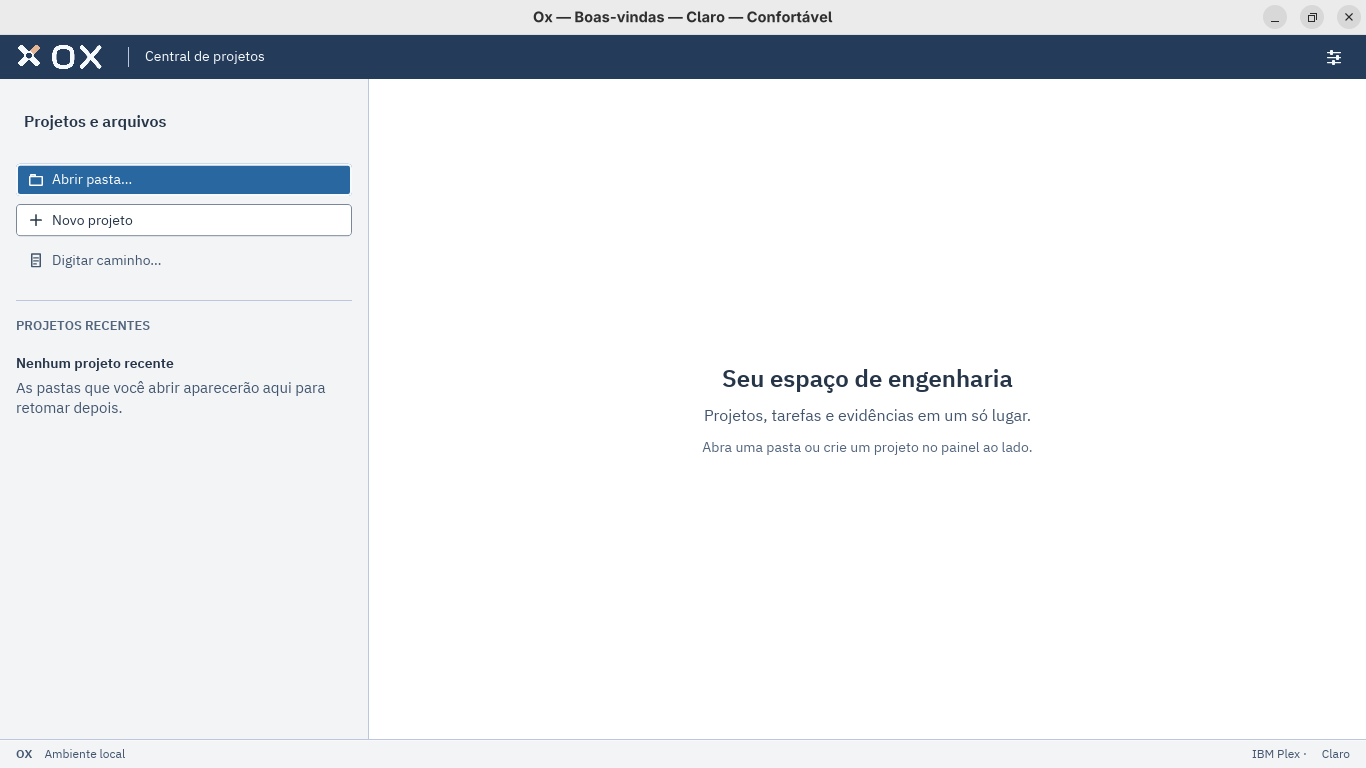 Ox — Boas-vindas — Claro — Confortável
OX
Central de projetos
Projetos e arquivos
Abrir pasta...
Novo projeto
Digitar caminho...
PROJETOS RECENTES
Nenhum projeto recente
As pastas que você abrir aparecerão aqui para
retomar depois.
Seu espaço de engenharia
Projetos, tarefas e evidências em um só lugar.
Abra uma pasta ou crie um projeto no painel ao lado.
OX Ambiente local
IBM Plex · Claro